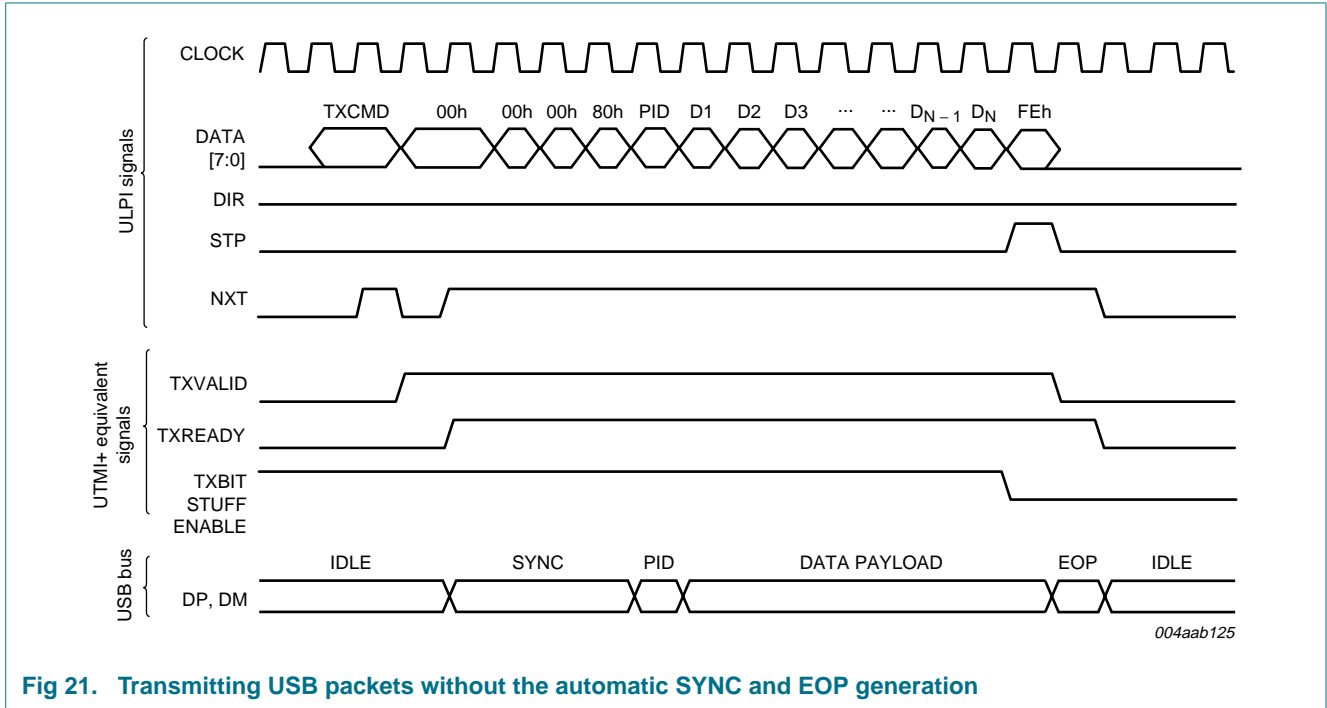 ULPI signals
CLOCK
TXCMD 00h 00h 00h 80h PID D1 D2 D3 ... ... DN – 1 DN FEh
DATA
[7:0]
DIR
STP
NXT
UTMI+ equivalent
signals
TXVALID
TXREADY
TXBIT
STUFF
ENABLE
USB bus
IDLE SYNC PID DATA PAYLOAD EOP IDLE
DP, DM
004aab125
Fig 21. Transmitting USB packets without the automatic SYNC and EOP generation